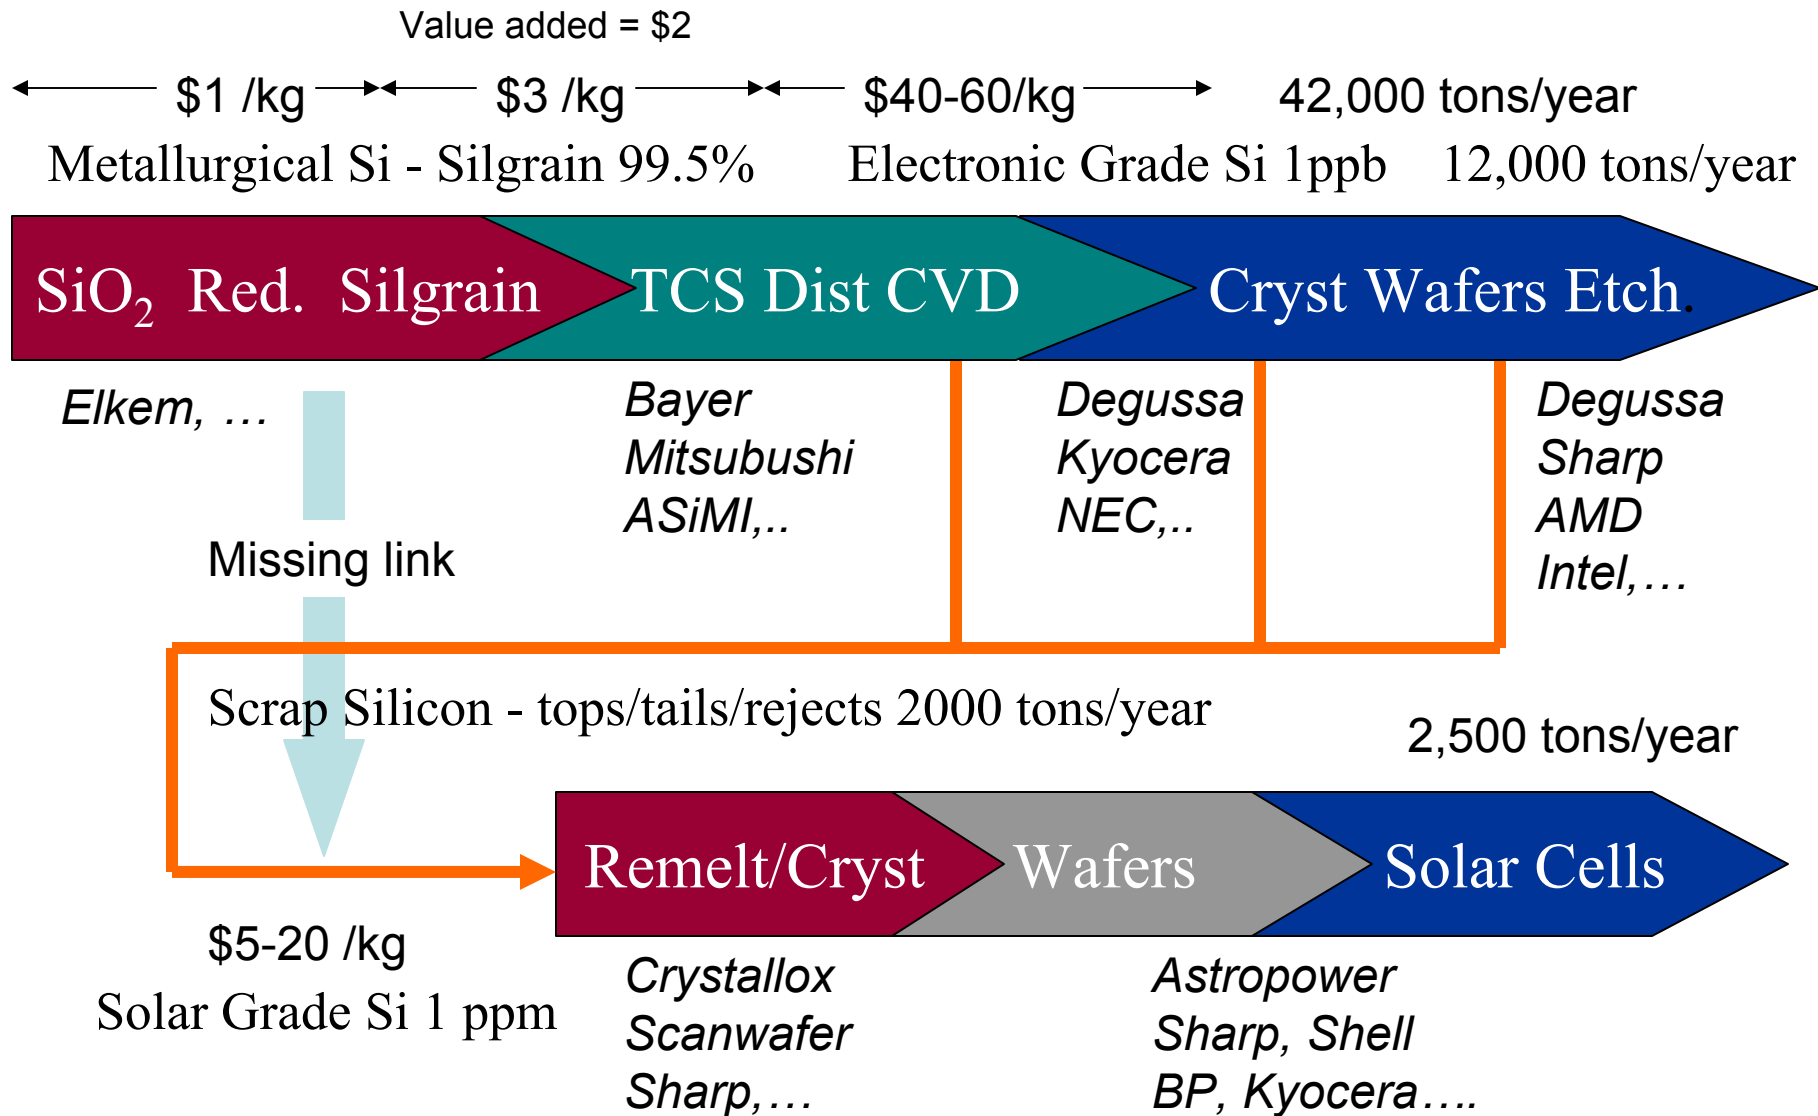 Value added = $2
$1 /kg $3 /kg $40-60/kg 42,000 tons/year
Metallurgical Si - Silgrain 99.5% Electronic Grade Si 1ppb 12,000 tons/year
SiO₂ Red. Silgrain TCS Dist CVD Cryst Wafers Etch.
Elkem, …
Bayer
Mitsubushi
ASiMI,..
Degussa
Kyocera
NEC,..
Degussa
Sharp
AMD
Intel,…
Missing link
Scrap Silicon - tops/tails/rejects 2000 tons/year
2,500 tons/year
Remelt/Cryst Wafers Solar Cells
$5-20 /kg
Solar Grade Si 1 ppm
Crystallox
Scanwafer
Sharp,…
Astropower
Sharp, Shell
BP, Kyocera….